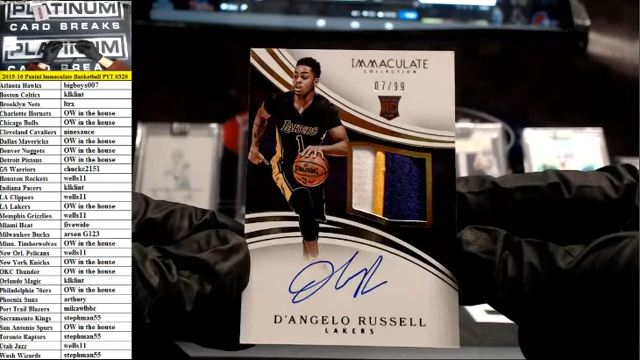 PLATINUM
CARD BREAKS
PLATINUM
2015-16 Panini Immaculate Basketball PYT #320
Atlanta Hawks bigboys007
Boston Celtics klklint
Brooklyn Nets ltrx
Charlotte Hornets OW in the house
Chicago Bulls OW in the house
Cleveland Cavaliers ninesauce
Dallas Mavericks OW in the house
Denver Nuggets OW in the house
Detroit Pistons OW in the house
GS Warriors chuckc2151
Houston Rockets wells11
Indiana Pacers klklint
LA Clippers wells11
LA Lakers OW in the house
Memphis Grizzlies wells11
Miami Heat fivewide
Milwaukee Bucks arson G123
Minn. Timberwolves OW in the house
New Orl. Pelicans wells11
New York Knicks OW in the house
OKC Thunder OW in the house
Orlando Magic klklint
Philadelphia 76ers OW in the house
Phoenix Suns arthury
Port Trail Blazers mikawlbbc
Sacramento Kings stephman55
San Antonio Spurs OW in the house
Toronto Raptors stephman55
Utah Jazz wells11
Wash Wizards stephman55
IMMACULATE
COLLECTION
07/99
LAKERS
1
SPALDING
D'ANGELO RUSSELL
LAKERS